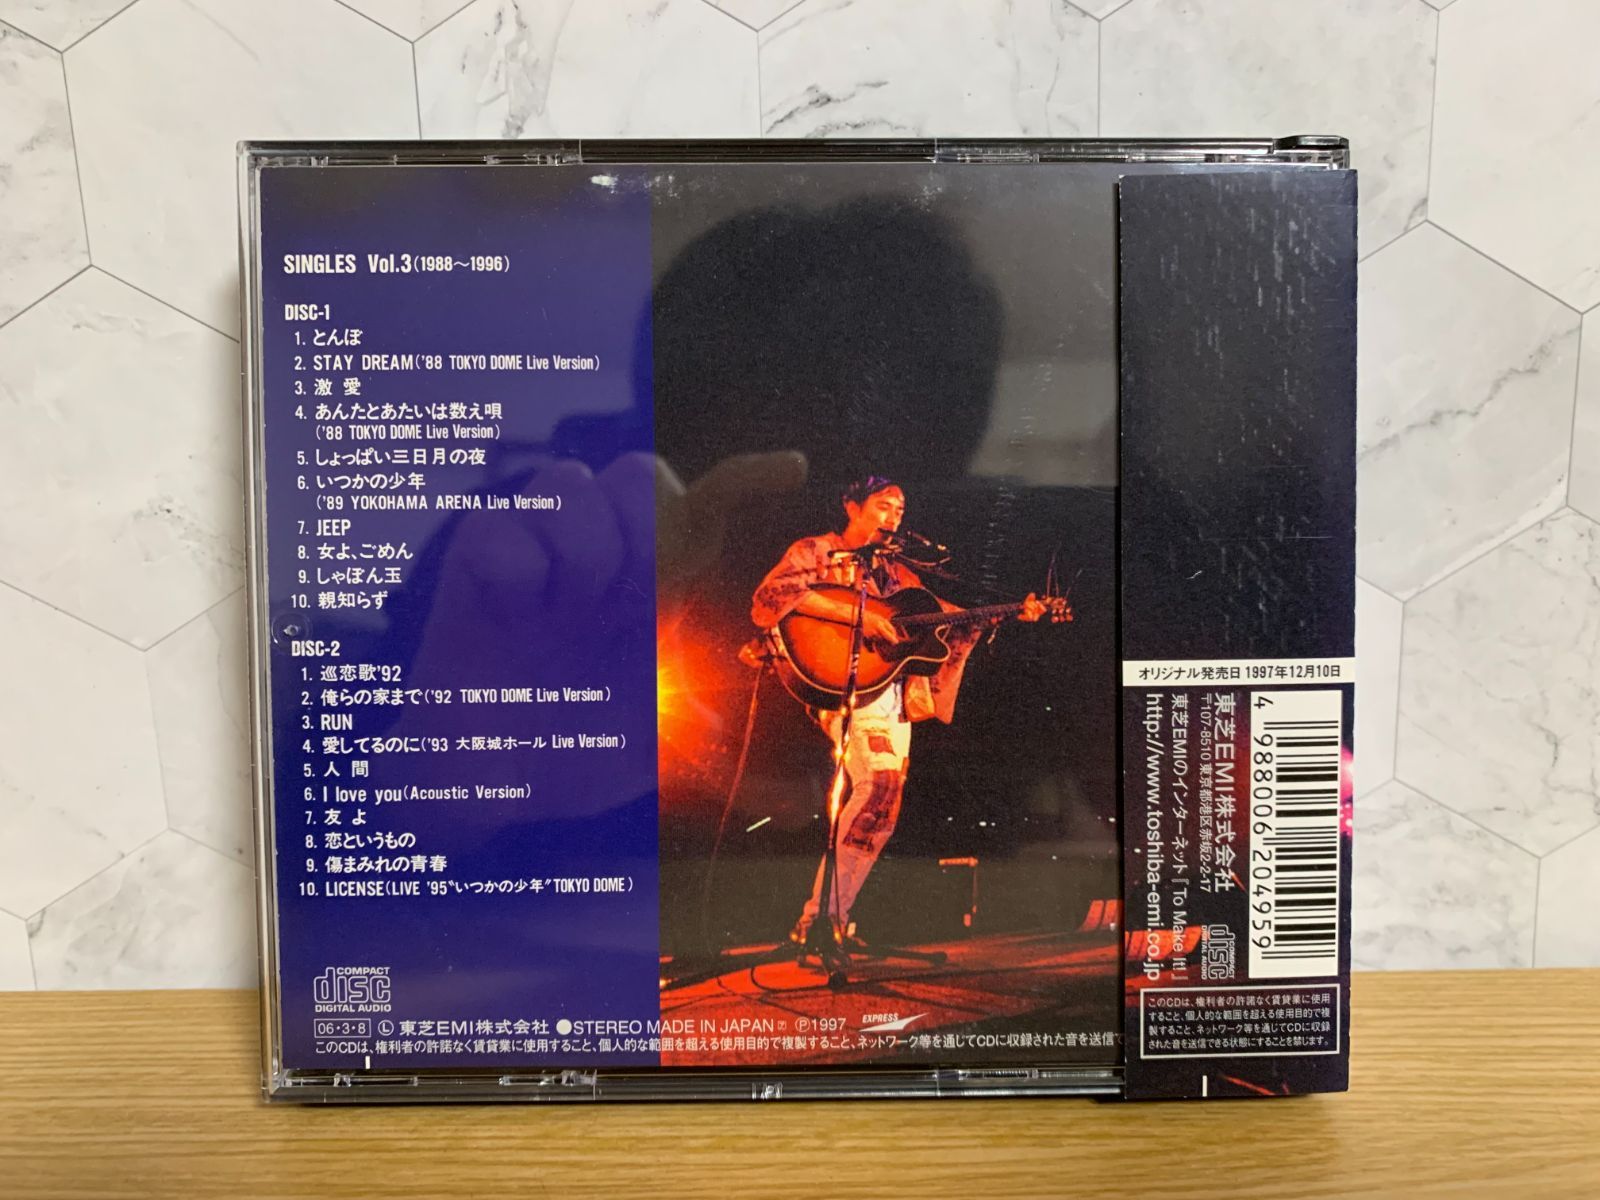 SINGLES Vol.3(1988～1996)
DISC-1
1. とんぼ
2. STAY DREAM('88 TOKYO DOME Live Version)
3. 激 愛
4. あんたとあたいは数え唄
('88 TOKYO DOME Live Version)
5. しょっぱい三日月の夜
6. いつかの少年
('89 YOKOHAMA ARENA Live Version)
7. JEEP
8. 女よ、ごめん
9. しゃぼん玉
10. 親知らず
DISC-2
1. 巡恋歌'92
2. 俺らの家まで('92 TOKYO DOME Live Version)
3. RUN
4. 愛してるのに('93 大阪城ホール Live Version)
5. 人 間
6. I love you(Acoustic Version)
7. 友 よ
8. 恋というもの
9. 傷まみれの青春
10. LICENSE(LIVE '95〝いつかの少年〞TOKYO DOME)
COMPACT
disc
DIGITAL AUDIO
06・3・8 Ⓛ 東芝EMI株式会社 ●STEREO MADE IN JAPAN ㋐ Ⓟ1997 EXPRESS
このCDは、権利者の許諾なく賃貸業に使用すること、個人的な範囲を超える使用目的で複製すること、ネットワーク等を通じてCDに収録された音を送信で
オリジナル発売日 1997年12月10日
4 988006 204959
東芝EMI株式会社
〒107-8510 東京都港区赤坂2-2-17
東芝EMIのインターネット『To Make It!』
http://www.toshiba-emi.co.jp
COMPACT
disc
DIGITAL AUDIO
このCDは、権利者の許諾なく賃貸業に使用
すること、個人的な範囲を超える使用目的で複
製すること、ネットワーク等を通じてCDに収録
された音を送信できる状態にすることを禁じます。